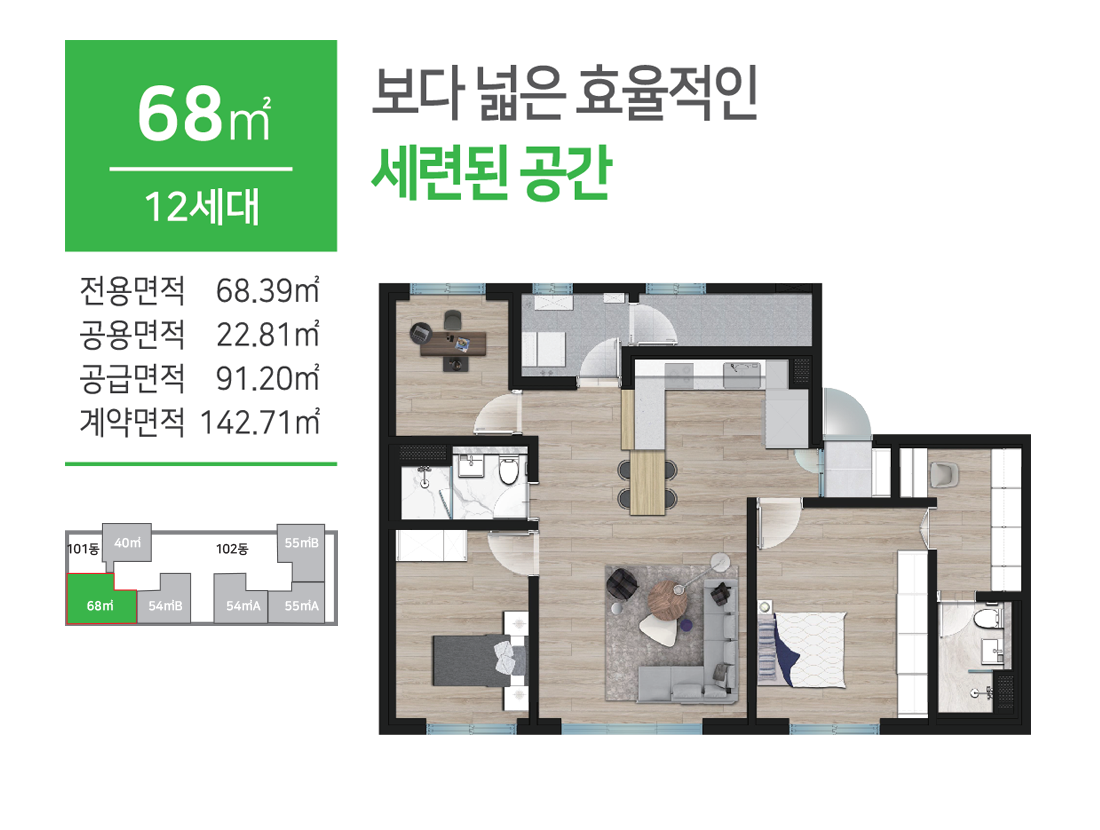 68㎡
12세대
보다 넓은 효율적인
세련된 공간
전용면적 68.39㎡
공용면적 22.81㎡
공급면적 91.20㎡
계약면적 142.71㎡
101동 40㎡ 102동 55㎡B
68㎡ 54㎡B 54㎡A 55㎡A